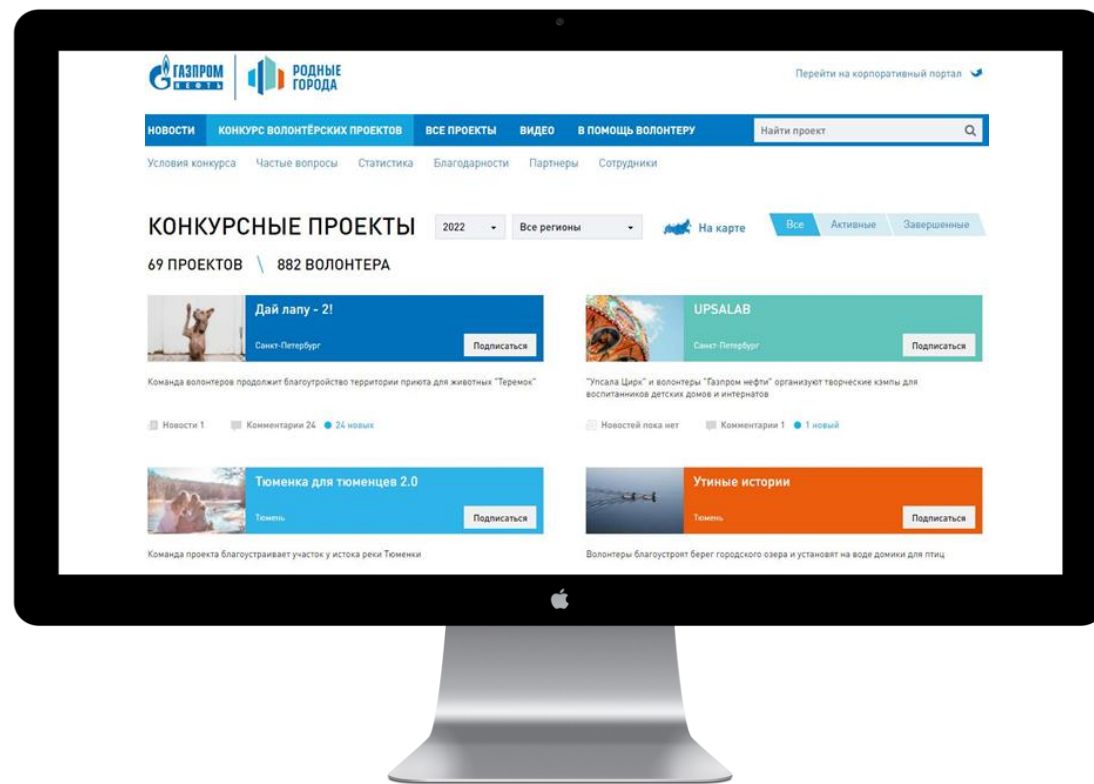 ГАЗПРОМ
НЕФТЬ
РОДНЫЕ
ГОРОДА
Перейти на корпоративный портал
НОВОСТИ КОНКУРС ВОЛОНТЁРСКИХ ПРОЕКТОВ ВСЕ ПРОЕКТЫ ВИДЕО В ПОМОЩЬ ВОЛОНТЕРУ Найти проект
Условия конкурса Частые вопросы Статистика Благодарности Партнеры Сотрудники
КОНКУРСНЫЕ ПРОЕКТЫ 2022 Все регионы На карте Все Активные Завершенные
69 ПРОЕКТОВ \ 882 ВОЛОНТЕРА
Дай лапу - 2!
Санкт-Петербург Подписаться
Команда волонтеров продолжит благоутройство территории приюта для животных "Теремок"
Новости 1 Комментарии 24 24 новых
UPSALAB
Санкт-Петербург Подписаться
"Упсала Цирк" и волонтеры "Газпром нефти" организуют творческие кэмпы для
воспитанников детских домов и интернатов
Новостей пока нет Комментарии 1 1 новый
Тюменка для тюменцев 2.0
Тюмень Подписаться
Команда проекта благоустраивает участок у истока реки Тюменки
Утиные истории
Тюмень Подписаться
Волонтеры благоустроят берег городского озера и установят на воде домики для птиц